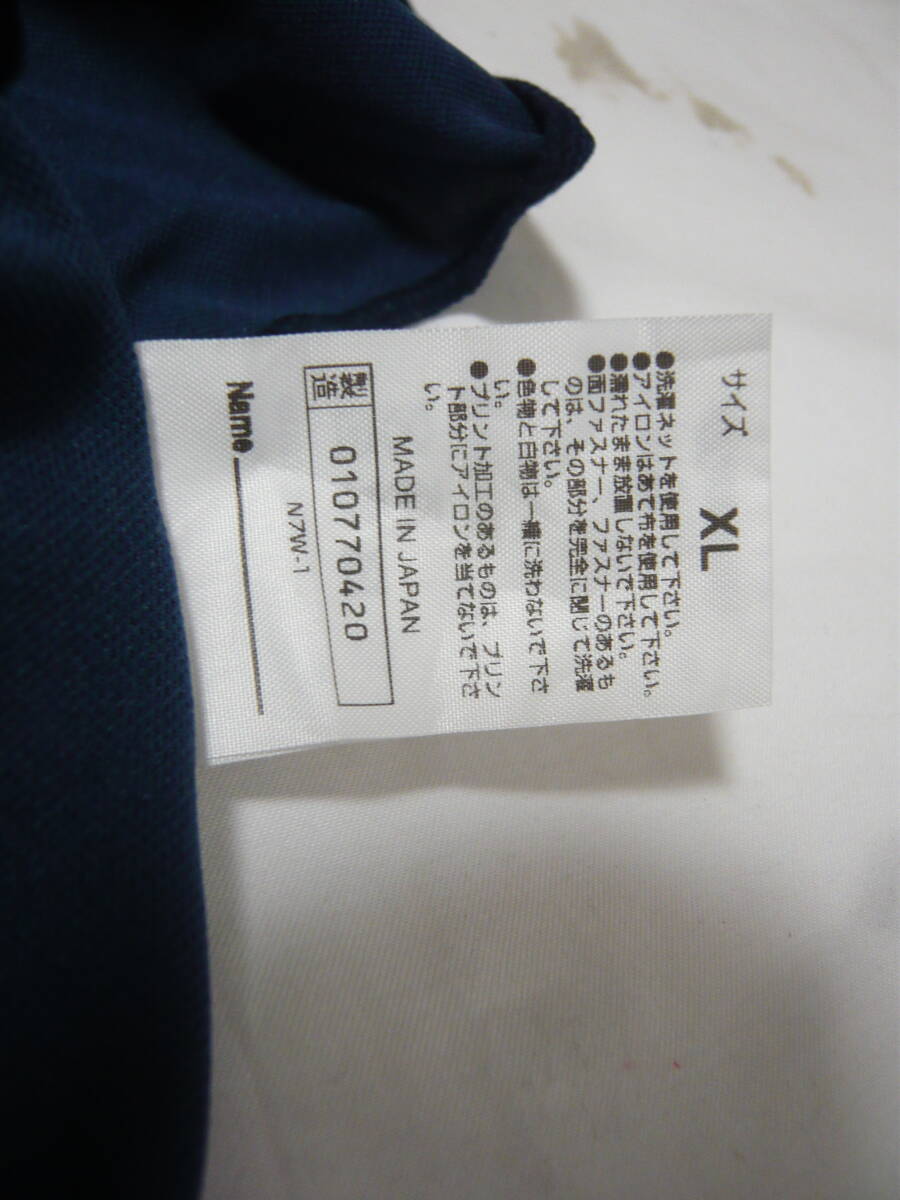 サイズ XL
●洗濯ネットを使用して下さい。
●アイロンはあて布を使用して下さい。
●濡れたまま放置しないで下さい。
●面ファスナー、ファスナーのあるも
のは、その部分を完全に閉じて洗濯
して下さい。
●色物と白物は一緒に洗わないで下さ
い。
●プリント加工のあるものは、プリン
ト部分にアイロンを当てないで下さ
い。
MADE IN JAPAN
製造 0107770420
N7W-1
Name